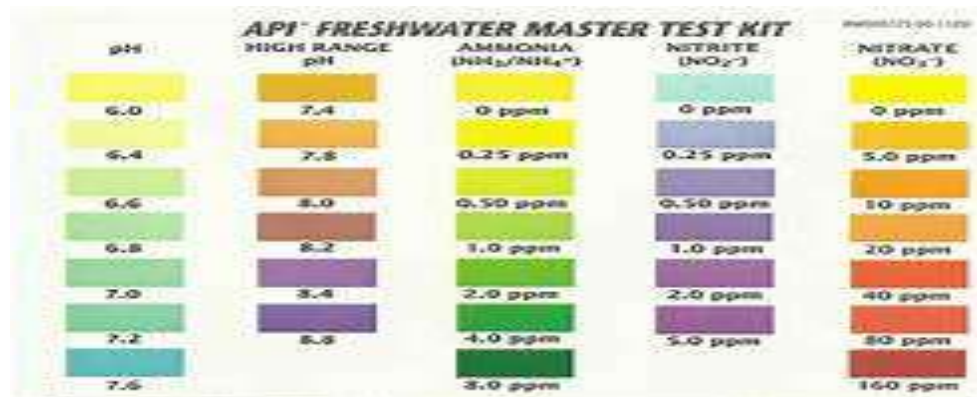 API™ FRESHWATER MASTER TEST KIT
pH HIGH RANGE pH AMMONIA (NH₃/NH₄⁺) NITRITE (NO₂⁻) NITRATE (NO₃⁻)
6.0 7.4 0 ppm 0 ppm 0 ppm
6.4 7.8 0.25 ppm 0.25 ppm 5.0 ppm
6.6 8.0 0.50 ppm 0.50 ppm 10 ppm
6.8 8.2 1.0 ppm 1.0 ppm 20 ppm
7.0 8.4 2.0 ppm 2.0 ppm 40 ppm
7.2 8.8 4.0 ppm 5.0 ppm 80 ppm
7.6 8.0 ppm 160 ppm